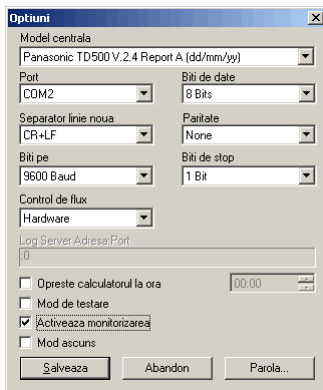 Optiuni
Model centrala
Panasonic TD500 V.2.4 Report A (dd/mm/yy)
Port Biti de date
COM2 8 Bits
Separator linie noua Paritate
CR+LF None
Biti pe Biti de stop
9600 Baud 1 Bit
Control de flux
Hardware
Log Server Adresa:Port
:0
Opreste calculatorul la ora 00:00
Mod de testare
Activeaza monitorizarea
Mod ascuns
Salveaza Abandon Parola...